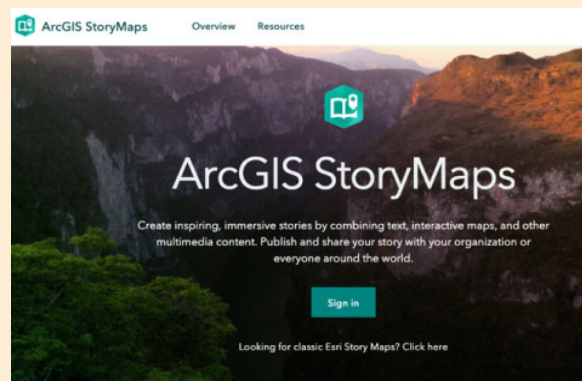 ArcGIS StoryMaps Overview Resources
ArcGIS StoryMaps
Create inspiring, immersive stories by combining text, interactive maps, and other
multimedia content. Publish and share your story with your organization or
everyone around the world.
Sign in
Looking for classic Esri Story Maps? Click here